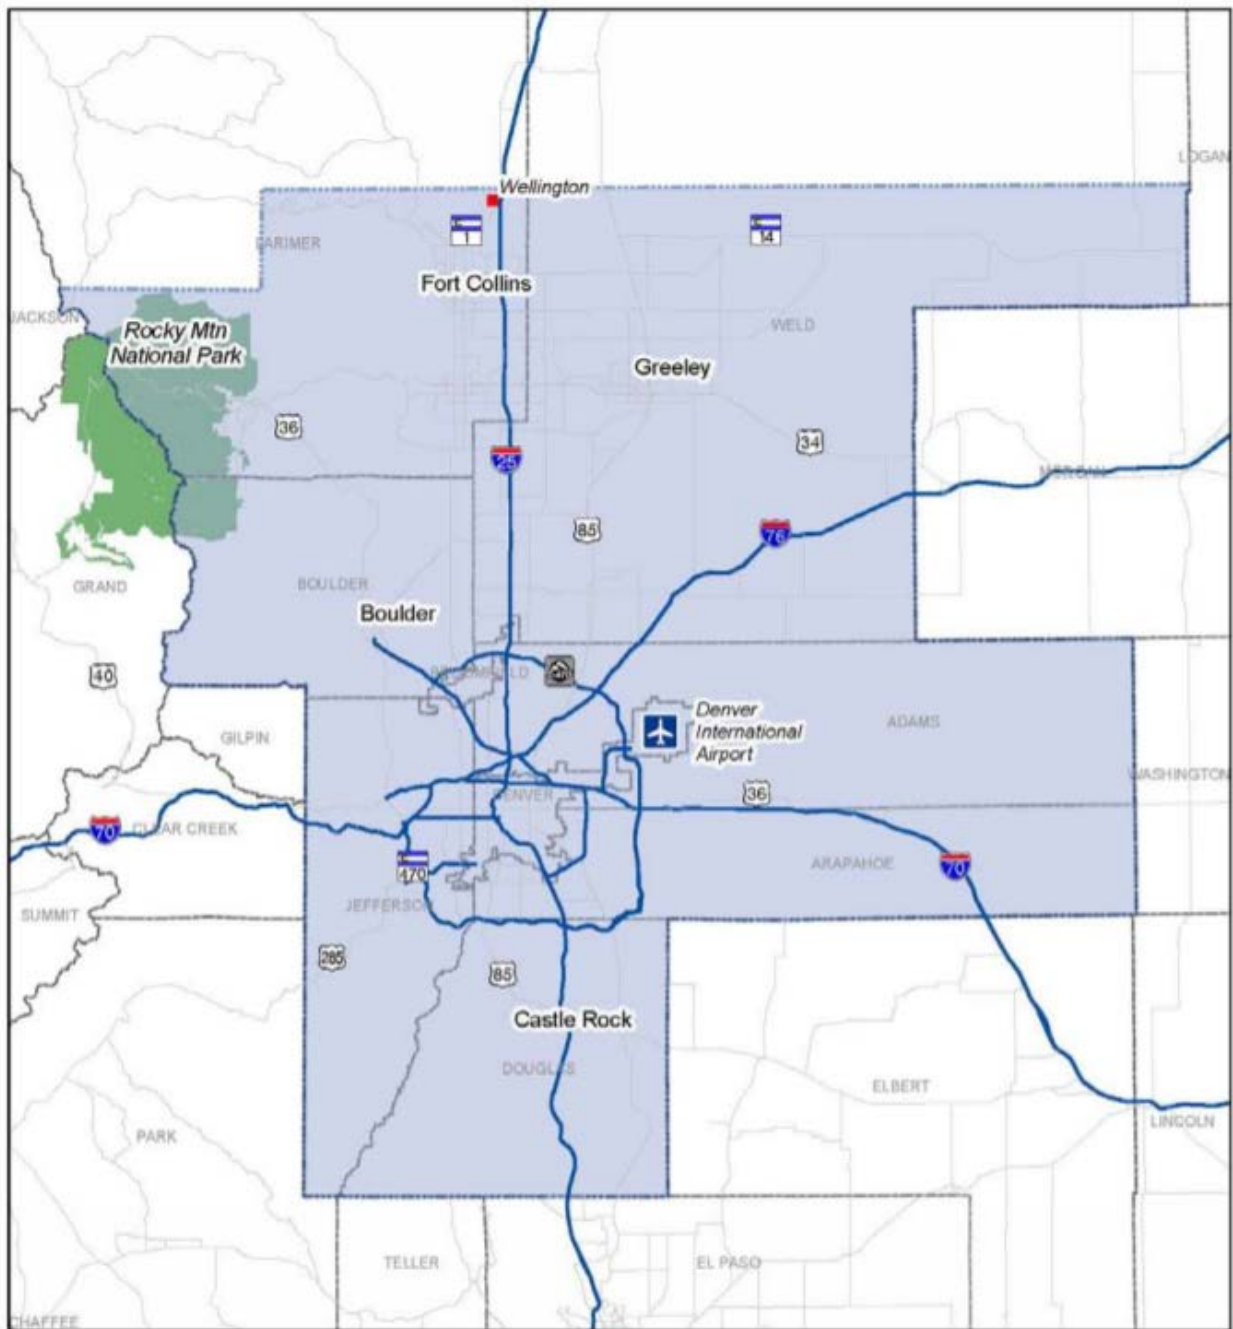 LOGAN
Wellington
1
14
LARIMER
Fort Collins
JACKSON
Rocky Mtn
National Park
WELD
Greeley
36
34
25
MORGAN
85
76
GRAND
BOULDER
Boulder
40
BROOMFIELD
Denver
International
Airport
ADAMS
GILPIN
WASHINGTON
36
DENVER
70
CLEAR CREEK
470
ARAPAHOE
70
JEFFERSON
SUMMIT
285
85
Castle Rock
DOUGLAS
ELBERT
PARK
LINCOLN
TELLER
EL PASO
CHAFFEE